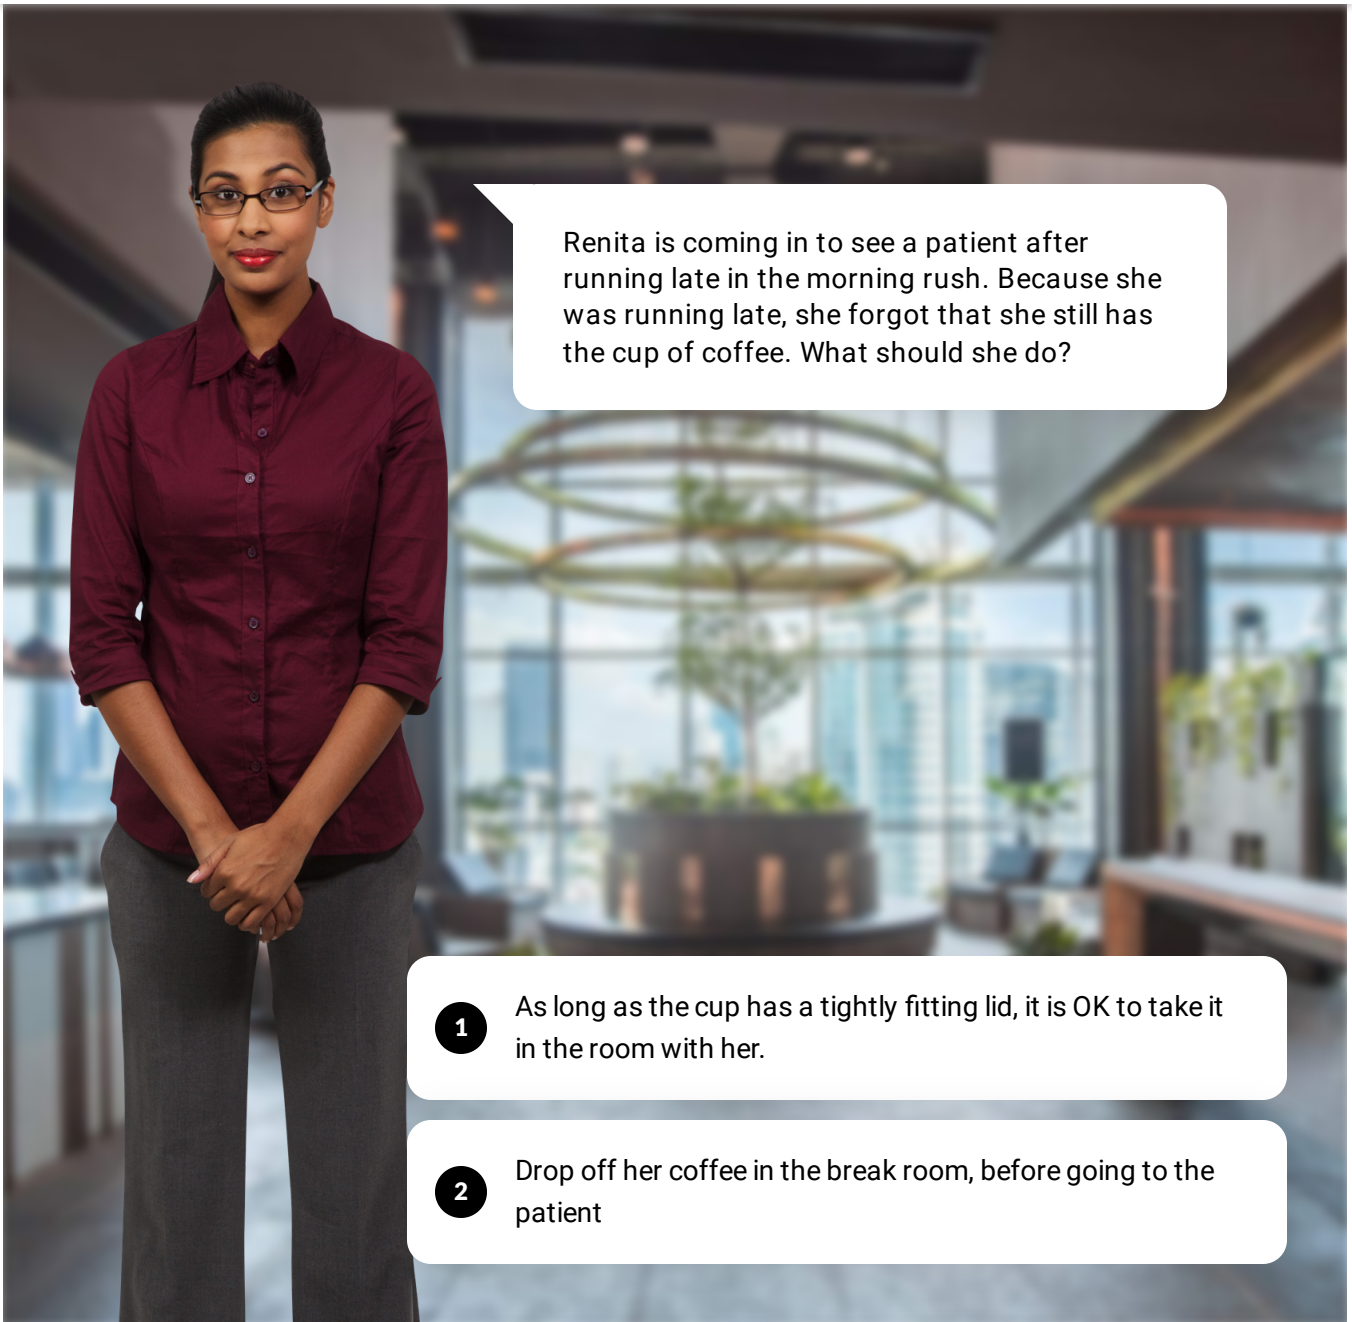 Renita is coming in to see a patient after
running late in the morning rush. Because she
was running late, she forgot that she still has
the cup of coffee. What should she do?
1
As long as the cup has a tightly fitting lid, it is OK to take it
in the room with her.
2
Drop off her coffee in the break room, before going to the
patient